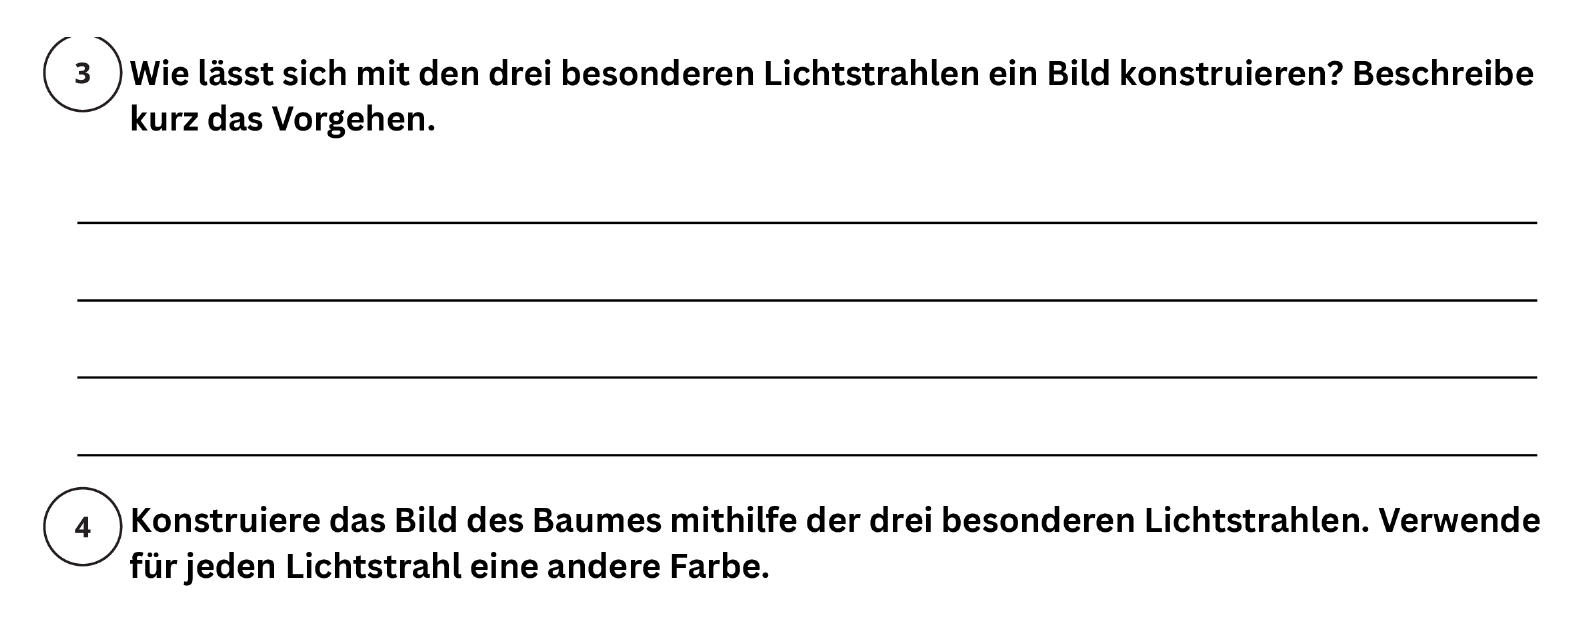 3 Wie lässt sich mit den drei besonderen Lichtstrahlen ein Bild konstruieren? Beschreibe
kurz das Vorgehen.
4 Konstruiere das Bild des Baumes mithilfe der drei besonderen Lichtstrahlen. Verwende
für jeden Lichtstrahl eine andere Farbe.